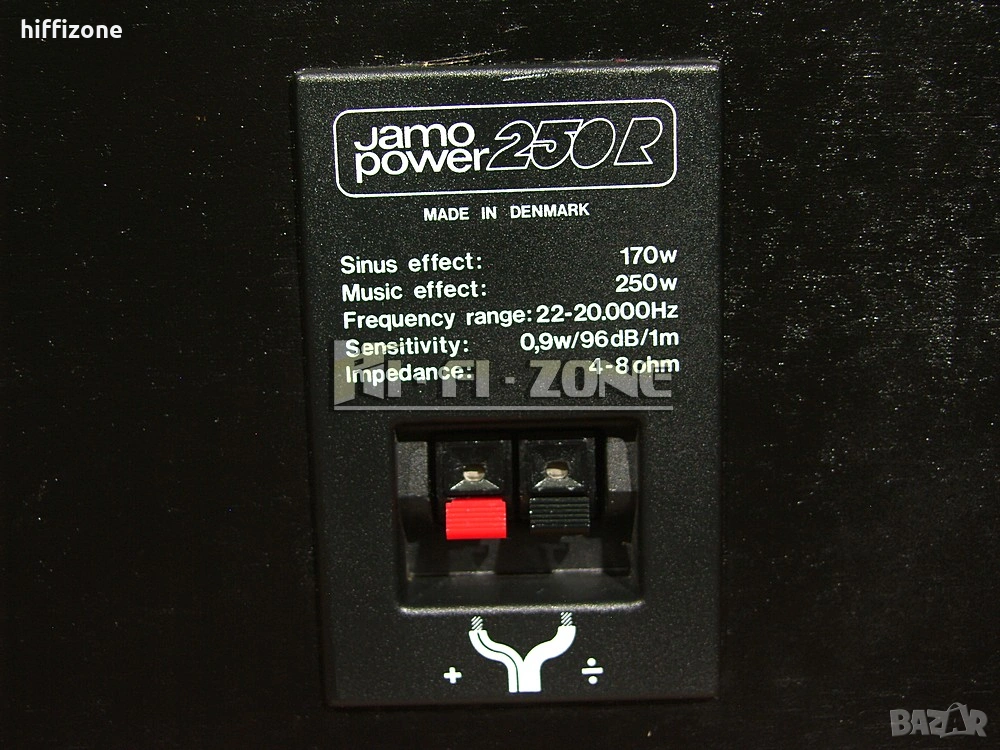 hiffizone
Jamo
power 250R
MADE IN DENMARK
Sinus effect: 170w
Music effect: 250w
Frequency range: 22-20.000Hz
Sensitivity: 0,9w/96dB/1m
Impedance: 4-8 ohm
HI-FI-ZONE
+ ÷
BAZAR